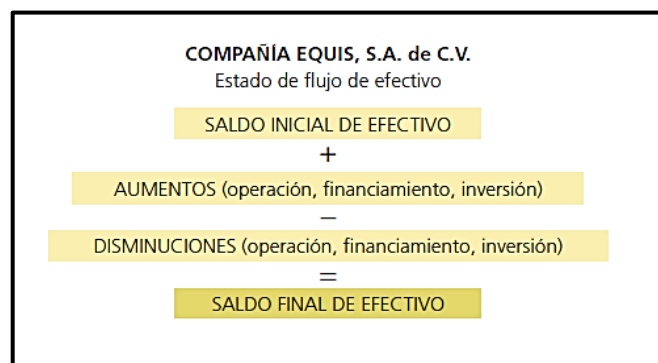 COMPAÑÍA EQUIS, S.A. de C.V.
Estado de flujo de efectivo
SALDO INICIAL DE EFECTIVO
+
AUMENTOS (operación, financiamiento, inversión)
−
DISMINUCIONES (operación, financiamiento, inversión)
=
SALDO FINAL DE EFECTIVO